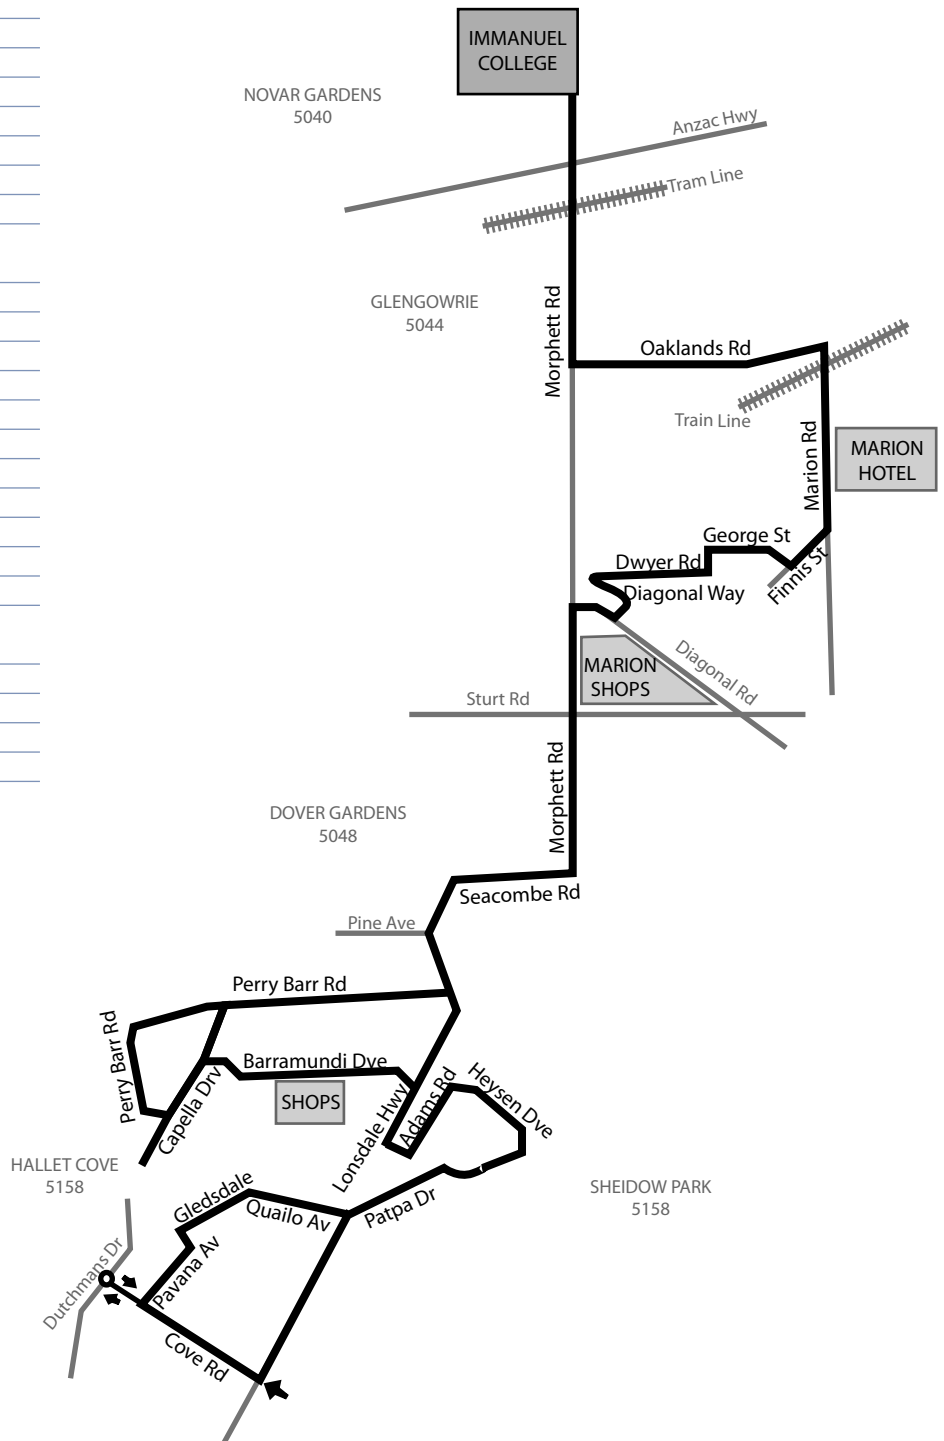 IMMANUEL
COLLEGE
NOVAR GARDENS
5040
Anzac Hwy
Tram Line
GLENGOWRIE
5044
Morphett Rd
Oaklands Rd
Train Line
Marion Rd
MARION
HOTEL
George St
Dwyer Rd
Finnis St
Diagonal Way
MARION
SHOPS
Diagonal Rd
Sturt Rd
Morphett Rd
DOVER GARDENS
5048
Seacombe Rd
Pine Ave
Perry Barr Rd
Perry Barr Rd
Barramundi Dve
Capella Drv
SHOPS
Lonsdale Hwy
Adams Rd
Heysen Dve
HALLET COVE
5158
Gledsdale
Quailo Av
Patpa Dr
SHEIDOW PARK
5158
Pavana Av
Dutchmans Dr
Cove Rd